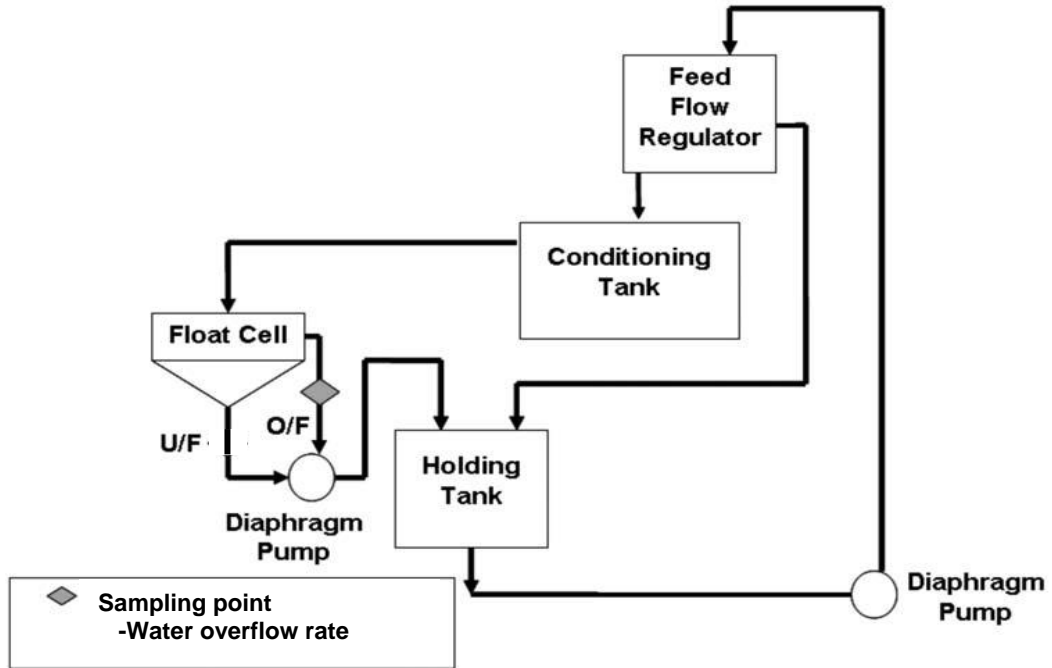 Feed
Flow
Regulator
Conditioning
Tank
Float Cell
U/F
O/F
Holding
Tank
Diaphragm
Pump
Diaphragm
Pump
Sampling point
-Water overflow rate